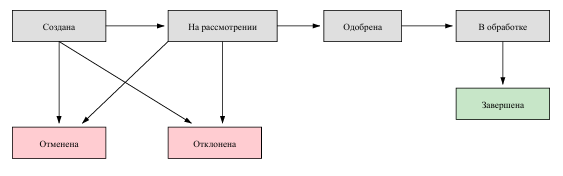 Создана
На рассмотрении
Одобрена
В обработке
Завершена
Отменена
Отклонена